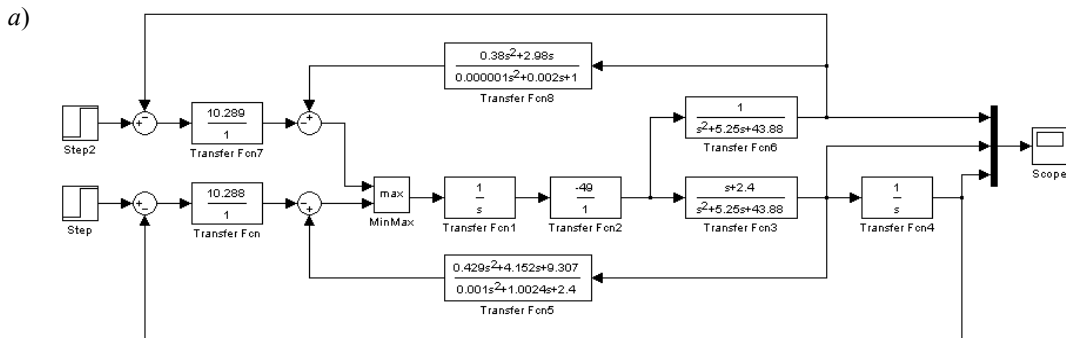 a)
0.38s²+2.98s
0.000001s²+0.002s+1
Transfer Fcn8
Step2
10.289
1
Transfer Fcn7
1
s²+5.25s+43.88
Transfer Fcn6
Scope
Step
10.288
1
Transfer Fcn
max
MinMax
1
s
Transfer Fcn1
-49
1
Transfer Fcn2
s+2.4
s²+5.25s+43.88
Transfer Fcn3
1
s
Transfer Fcn4
0.429s²+4.152s+9.307
0.001s²+1.0024s+2.4
Transfer Fcn5